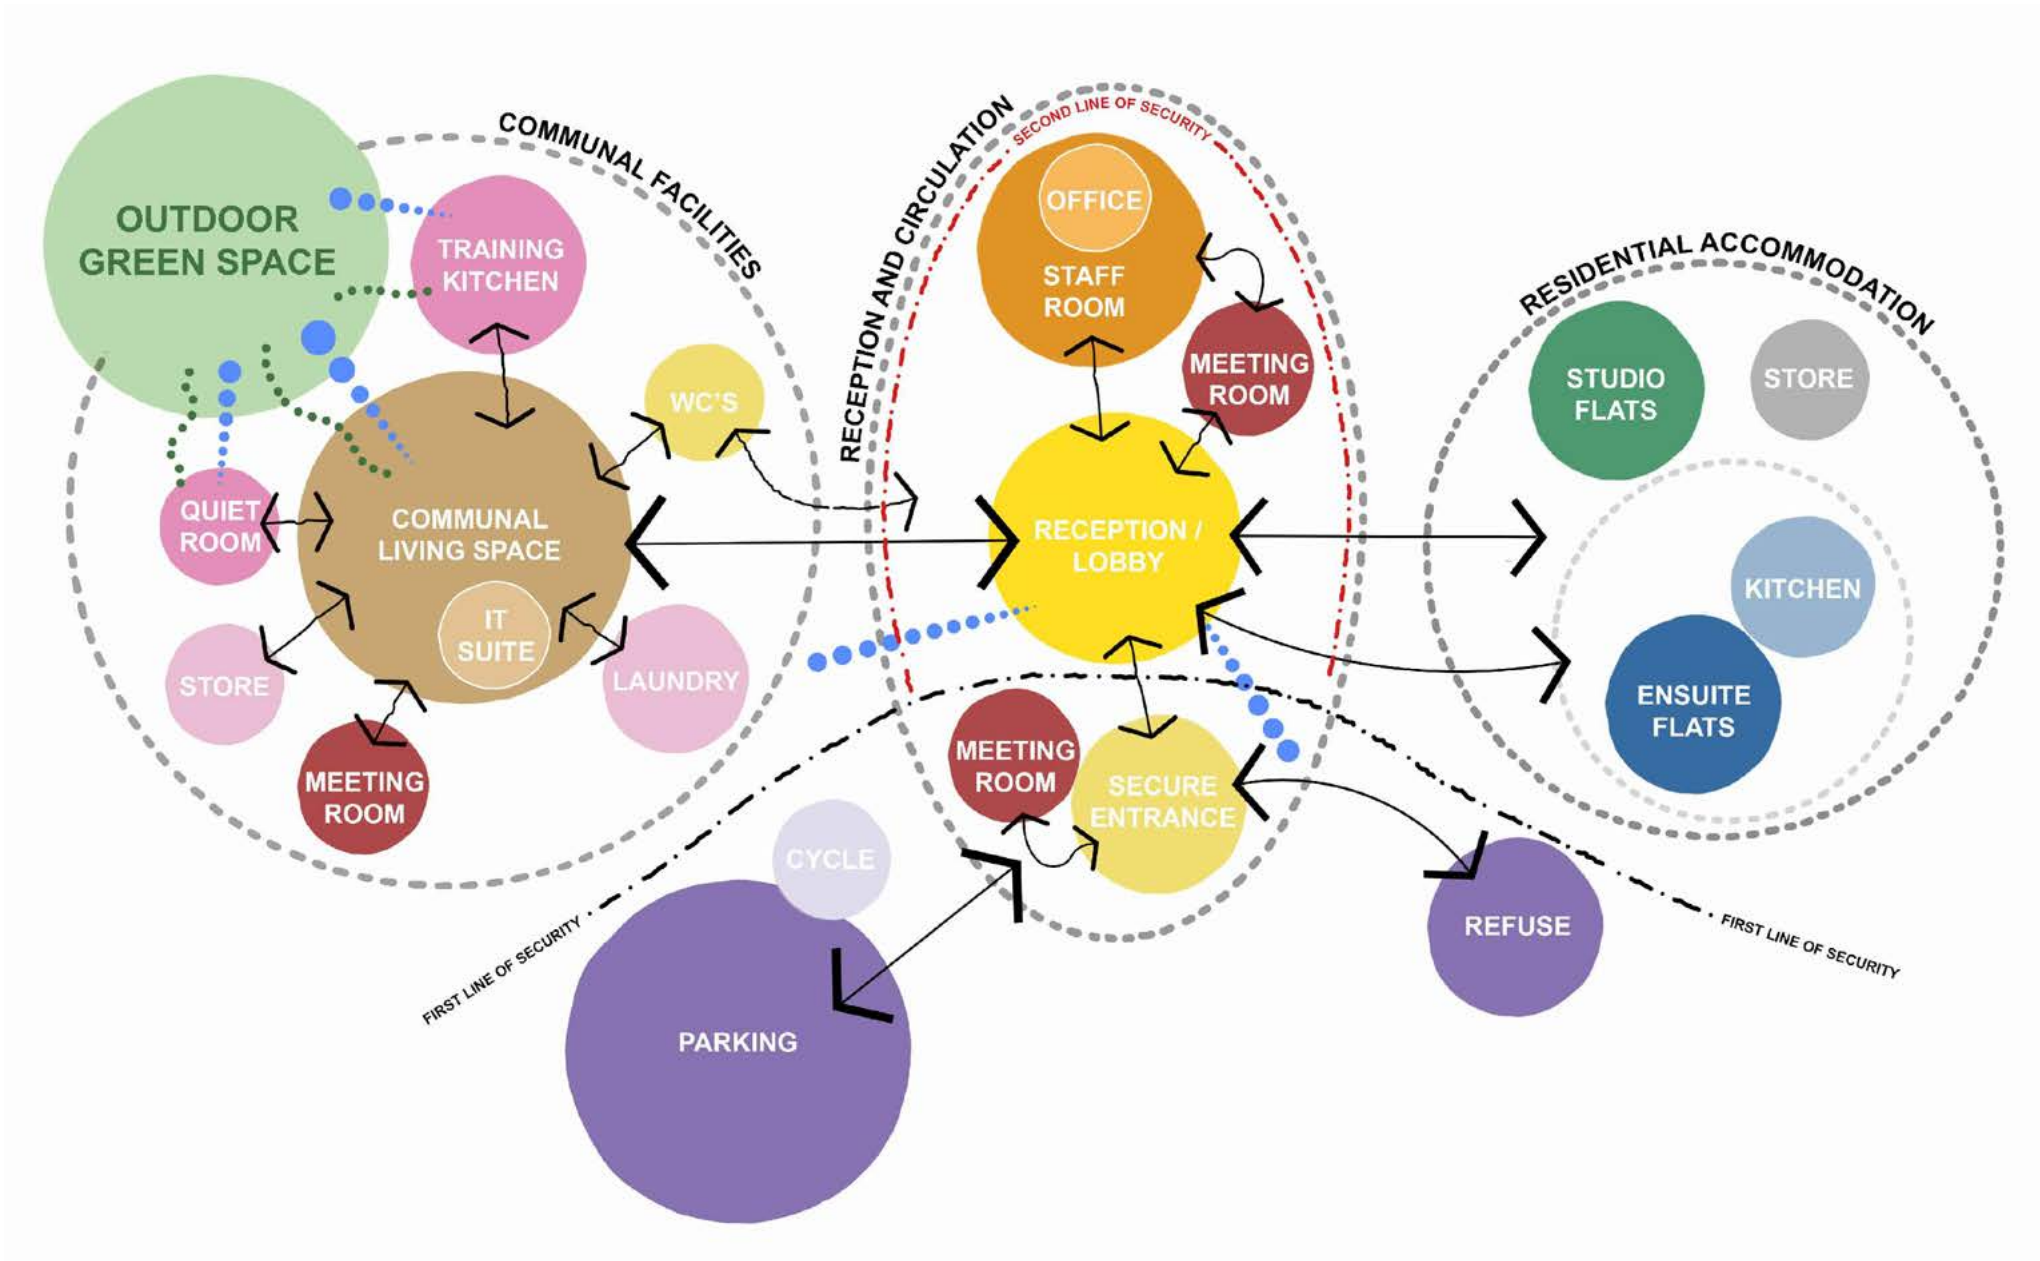 COMMUNAL FACILITIES
OUTDOOR
GREEN SPACE
TRAINING
KITCHEN
WC'S
QUIET
ROOM
COMMUNAL
LIVING SPACE
IT
SUITE
STORE
LAUNDRY
MEETING
ROOM
RECEPTION AND CIRCULATION
SECOND LINE OF SECURITY
OFFICE
STAFF
ROOM
MEETING
ROOM
RECEPTION /
LOBBY
MEETING
ROOM
SECURE
ENTRANCE
RESIDENTIAL ACCOMMODATION
STUDIO
FLATS
STORE
KITCHEN
ENSUITE
FLATS
CYCLE
PARKING
REFUSE
FIRST LINE OF SECURITY
FIRST LINE OF SECURITY